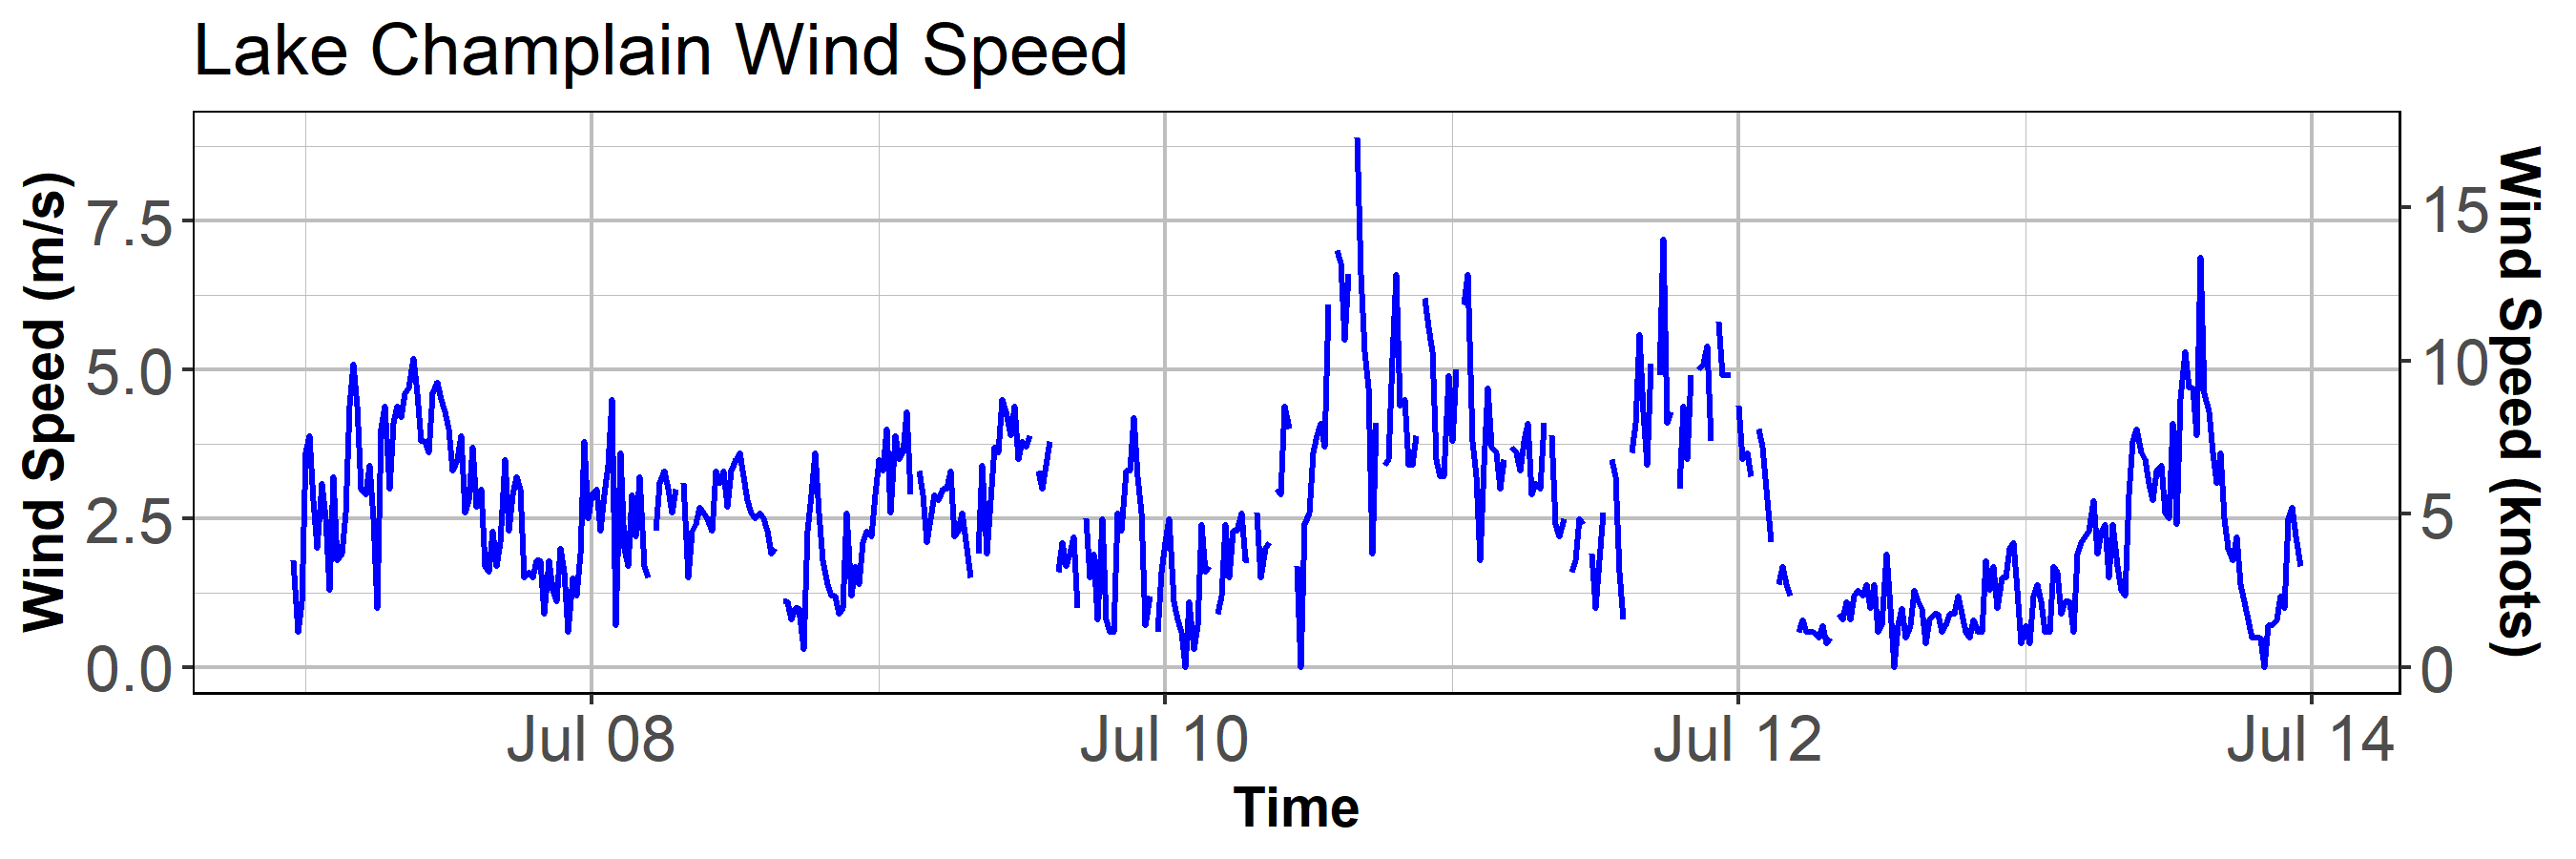 Lake Champlain Wind Speed
Wind Speed (m/s)
7.5
5.0
2.5
0.0
15
10
5
0
Wind Speed (knots)
Jul 08
Jul 10
Jul 12
Jul 14
Time